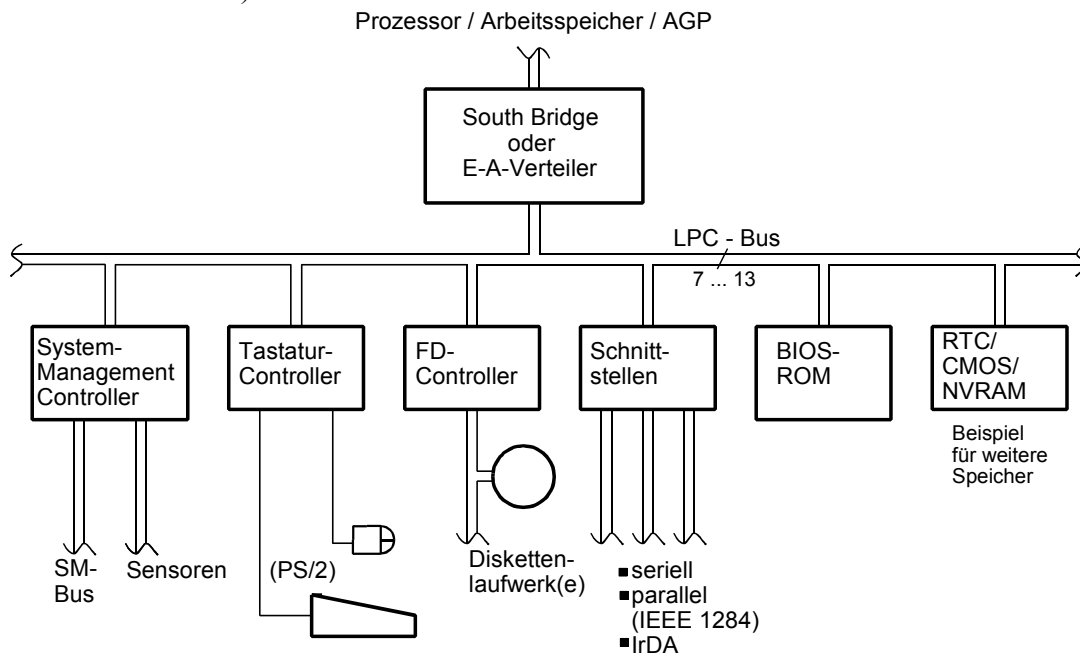 Prozessor / Arbeitsspeicher / AGP
South Bridge
oder
E-A-Verteiler
LPC - Bus
7 ... 13
System-
Management
Controller
Tastatur-
Controller
FD-
Controller
Schnitt-
stellen
BIOS-
ROM
RTC/
CMOS/
NVRAM
Beispiel
für weitere
Speicher
SM-
Bus
Sensoren
(PS/2)
Disketten-
laufwerk(e)
▪ seriell
▪ parallel
(IEEE 1284)
▪ IrDA